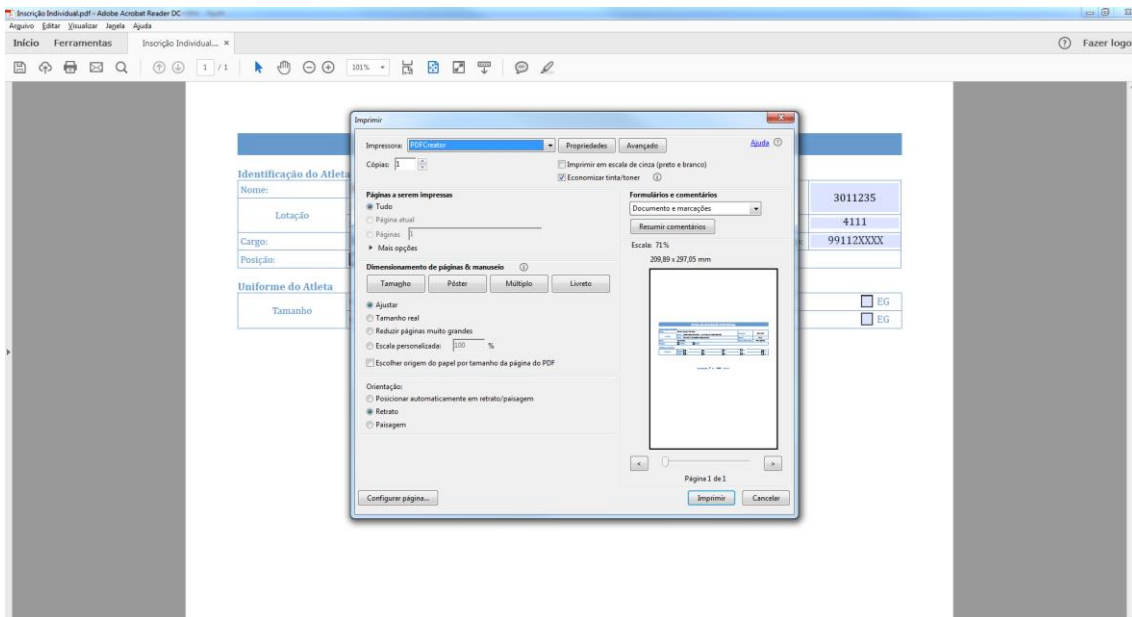 Inscrição Individual.pdf - Adobe Acrobat Reader DC
Arquivo Editar Visualizar Janela Ajuda
Início Ferramentas Inscrição Individual... × Fazer logo
1 / 1 101%
Imprimir
Impressora: PDFCreator Propriedades Avançado Ajuda
Cópias: 1 Imprimir em escala de cinza (preto e branco)
Economizar tinta/toner
Identificação do Atleta
Nome: 3011235
Lotação 4111
Cargo: 99112XXXX
Posição:
Uniforme do Atleta
Tamanho EG
EG
Páginas a serem impressas
Tudo
Página atual
Páginas 1
Mais opções
Formulários e comentários
Documento e marcações
Resumir comentários
Dimensionamento de páginas & manuseio
Tamanho Pôster Múltiplo Livreto
Ajustar
Tamanho real
Reduzir páginas muito grandes
Escala personalizada: 100 %
Escolher origem do papel por tamanho da página do PDF
Orientação:
Posicionar automaticamente em retrato/paisagem
Retrato
Paisagem
Escala: 71%
209,89 x 297,05 mm
< >
Página 1 de 1
Configurar página... Imprimir Cancelar